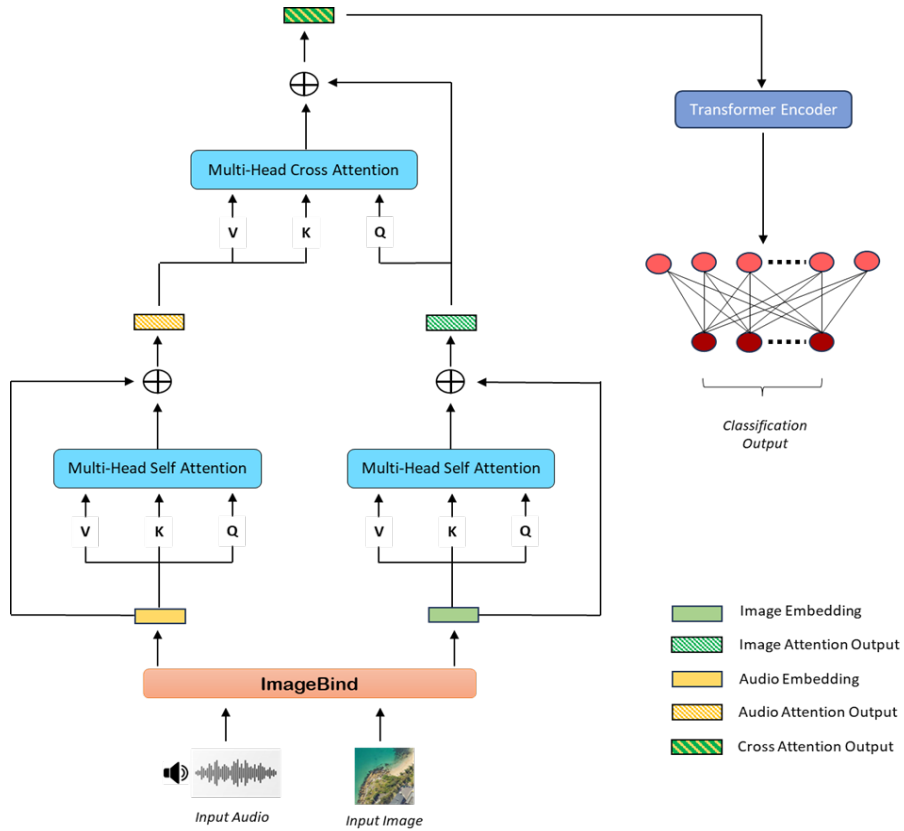 Transformer Encoder
Multi-Head Cross Attention
V K Q
Classification
Output
Multi-Head Self Attention Multi-Head Self Attention
V K Q V K Q
Image Embedding
Image Attention Output
Audio Embedding
Audio Attention Output
Cross Attention Output
ImageBind
Input Audio
Input Image